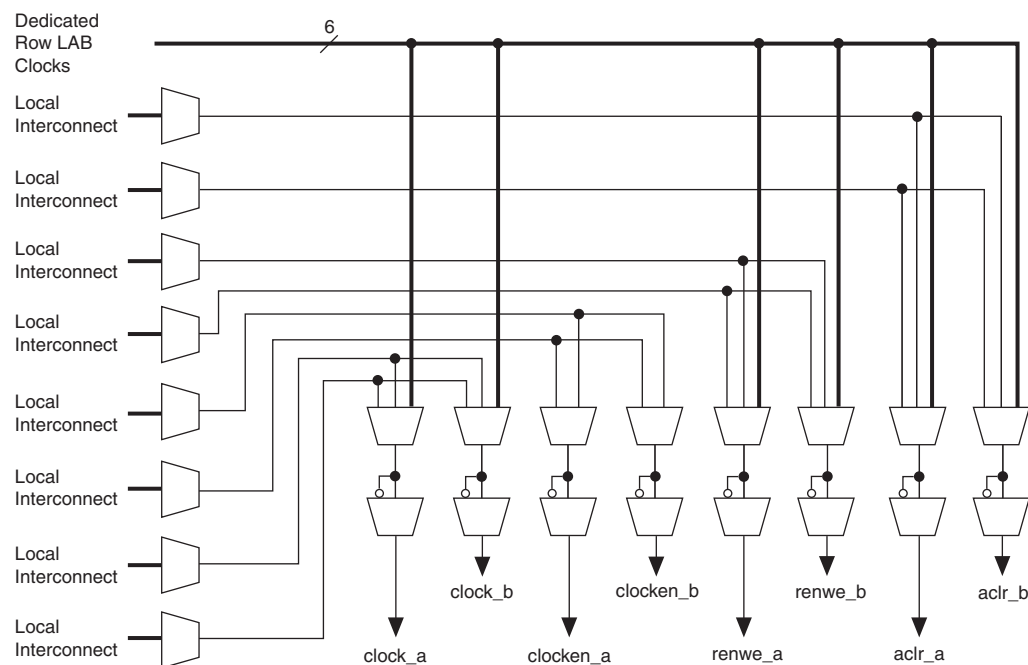 Dedicated
Row LAB
Clocks
6
Local
Interconnect
Local
Interconnect
Local
Interconnect
Local
Interconnect
Local
Interconnect
Local
Interconnect
Local
Interconnect
Local
Interconnect
clock_b
clocken_b
renwe_b
aclr_b
clock_a
clocken_a
renwe_a
aclr_a